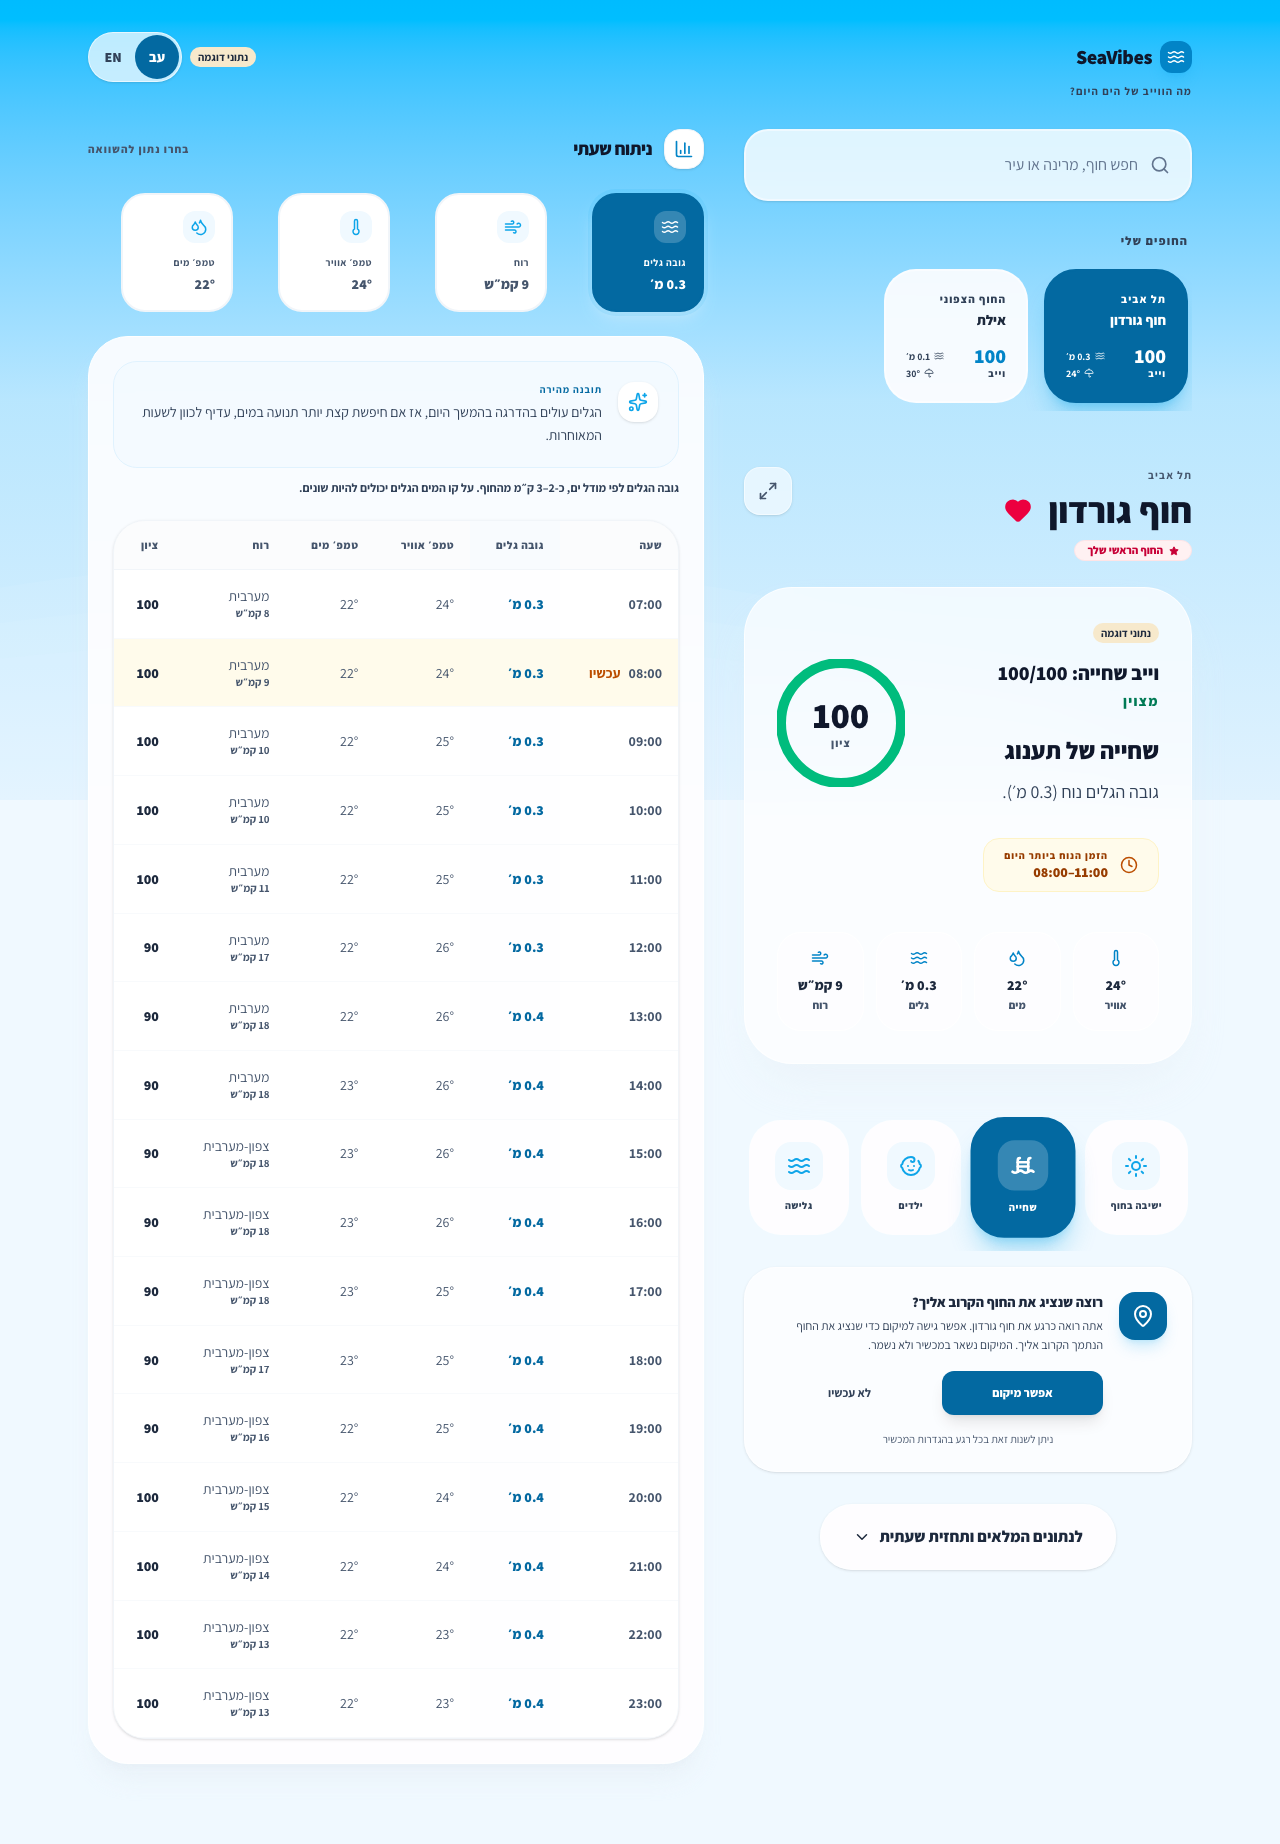 SeaVibes
מה הווייב של הים היום?
נתוני דוגמה
עב
EN
חפש חוף, מרינה או עיר
החופים שלי
תל אביב
חוף גורדון
100
וייב
0.3 מ׳
24°
החוף הצפוני
אילת
100
וייב
0.1 מ׳
30°
תל אביב
חוף גורדון
החוף הראשי שלך
נתוני דוגמה
וייב שחייה: 100/100
מצוין
100
ציון
שחייה של תענוג
גובה הגלים נוח (0.3 מ׳).
הזמן הנוח ביותר היום
08:00–11:00
24°
אוויר
22°
מים
0.3 מ׳
גלים
9 קמ״ש
רוח
ישיבה בחוף
שחייה
ילדים
גלישה
רוצה שנציג את החוף הקרוב אליך?
אתה רואה כרגע את חוף גורדון. אפשר גישה למיקום כדי שנציג את החוף
הנתמך הקרוב אליך. המיקום נשאר במכשיר ולא נשמר.
אפשר מיקום
לא עכשיו
ניתן לשנות זאת בכל רגע בהגדרות המכשיר
לנתונים המלאים ותחזית שעתית
ניתוח שעתי
בחרו נתון להשוואה
גובה גלים
0.3 מ׳
רוח
9 קמ״ש
טמפ׳ אוויר
24°
טמפ׳ מים
22°
תובנה מהירה
הגלים עולים בהדרגה בהמשך היום, אז אם חיפשת קצת יותר תנועה במים, עדיף לכוון לשעות
המאוחרות.
גובה הגלים לפי מודל ים, כ-2–3 ק״מ מהחוף. על קו המים הגלים יכולים להיות שונים.
שעה גובה גלים טמפ׳ אוויר טמפ׳ מים רוח ציון
07:00 0.3 מ׳ 24° 22° מערבית 100
8 קמ״ש
08:00 עכשיו 0.3 מ׳ 24° 22° מערבית 100
9 קמ״ש
09:00 0.3 מ׳ 25° 22° מערבית 100
10 קמ״ש
10:00 0.3 מ׳ 25° 22° מערבית 100
10 קמ״ש
11:00 0.3 מ׳ 25° 22° מערבית 100
11 קמ״ש
12:00 0.3 מ׳ 26° 22° מערבית 90
17 קמ״ש
13:00 0.4 מ׳ 26° 22° מערבית 90
18 קמ״ש
14:00 0.4 מ׳ 26° 23° מערבית 90
18 קמ״ש
15:00 0.4 מ׳ 26° 23° צפון-מערבית 90
18 קמ״ש
16:00 0.4 מ׳ 26° 23° צפון-מערבית 90
18 קמ״ש
17:00 0.4 מ׳ 25° 23° צפון-מערבית 90
18 קמ״ש
18:00 0.4 מ׳ 25° 23° צפון-מערבית 90
17 קמ״ש
19:00 0.4 מ׳ 25° 22° צפון-מערבית 90
16 קמ״ש
20:00 0.4 מ׳ 24° 22° צפון-מערבית 100
15 קמ״ש
21:00 0.4 מ׳ 24° 22° צפון-מערבית 100
14 קמ״ש
22:00 0.4 מ׳ 23° 22° צפון-מערבית 100
13 קמ״ש
23:00 0.4 מ׳ 23° 22° צפון-מערבית 100
13 קמ״ש